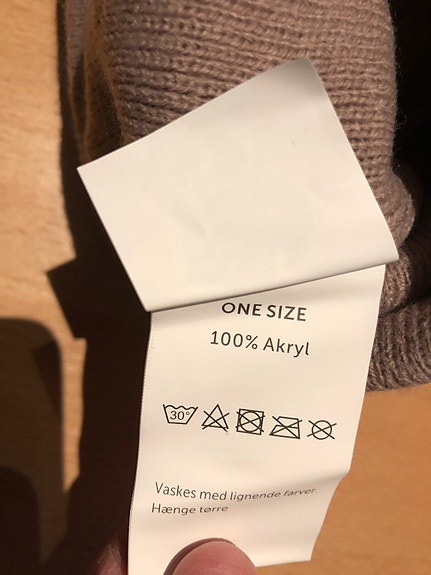 ONE SIZE
100% Akryl
30°
Vaskes med lignende farver.
Hænge tørre